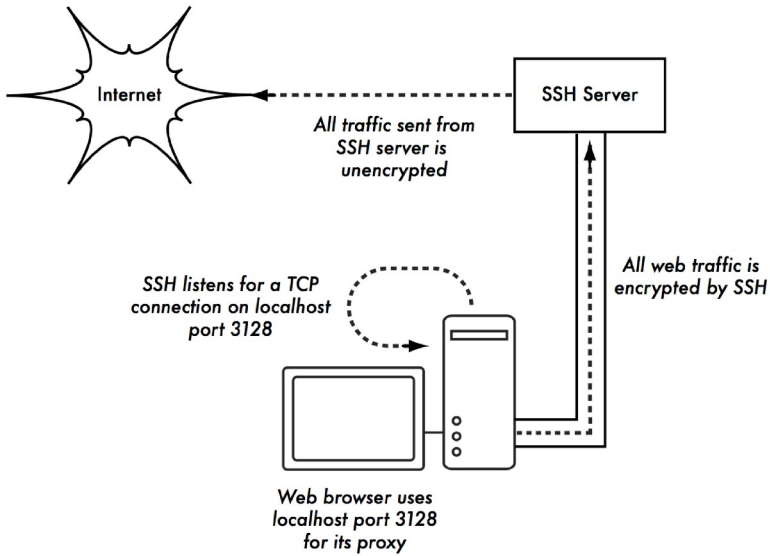 Internet
SSH Server
All traffic sent from
SSH server is
unencrypted
All web traffic is
encrypted by SSH
SSH listens for a TCP
connection on localhost
port 3128
Web browser uses
localhost port 3128
for its proxy